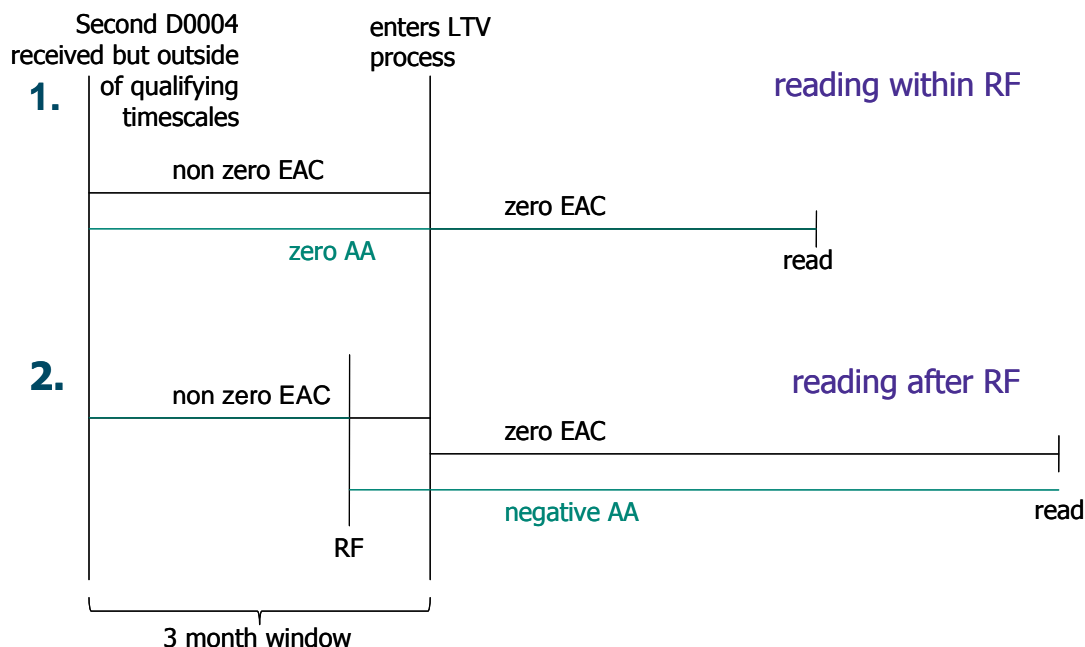 Second D0004
received but outside
of qualifying
timescales
enters LTV
process
1.
reading within RF
non zero EAC
zero EAC
zero AA
read
2.
reading after RF
non zero EAC
zero EAC
negative AA
read
RF
3 month window